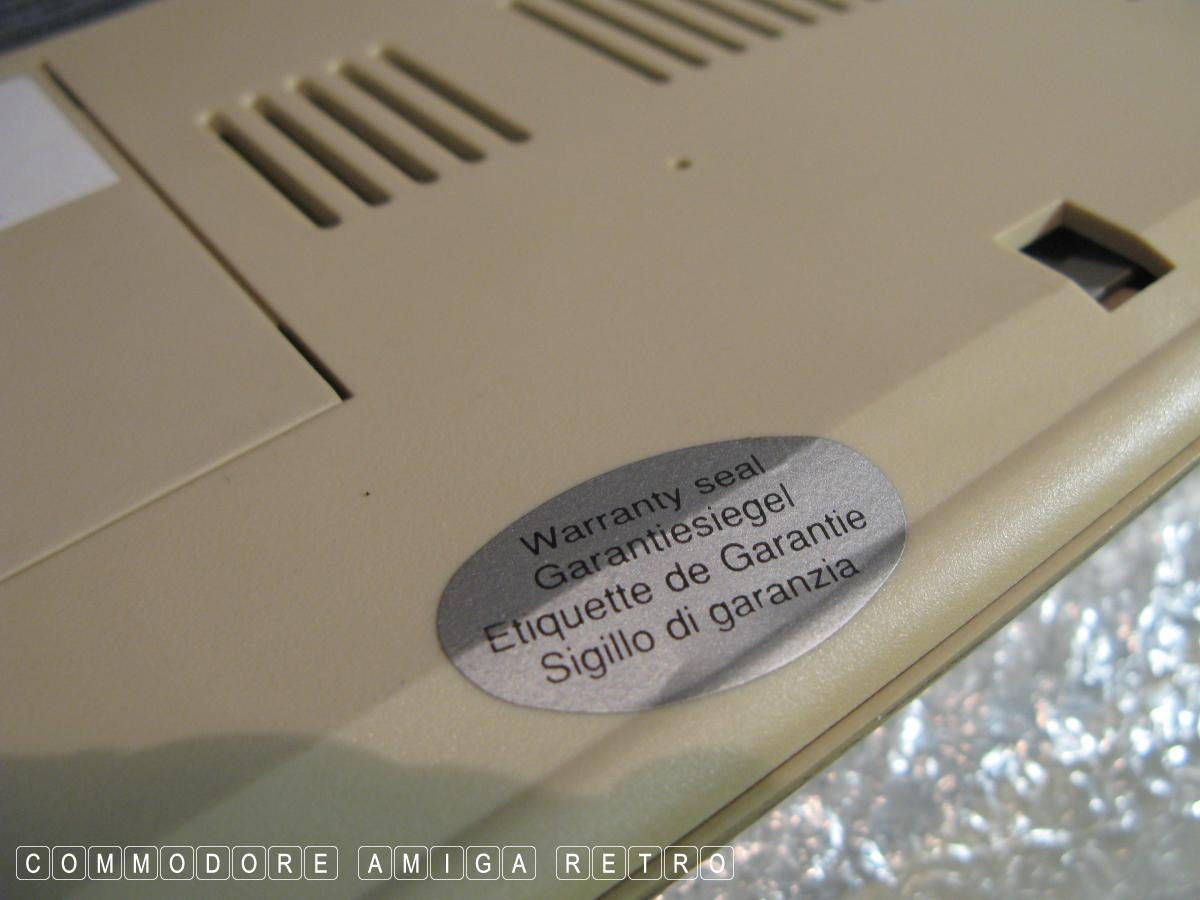 Warranty seal
Garantiesiegel
Etiquette de Garantie
Sigillo di garanzia
COMMODORE AMIGA RETRO